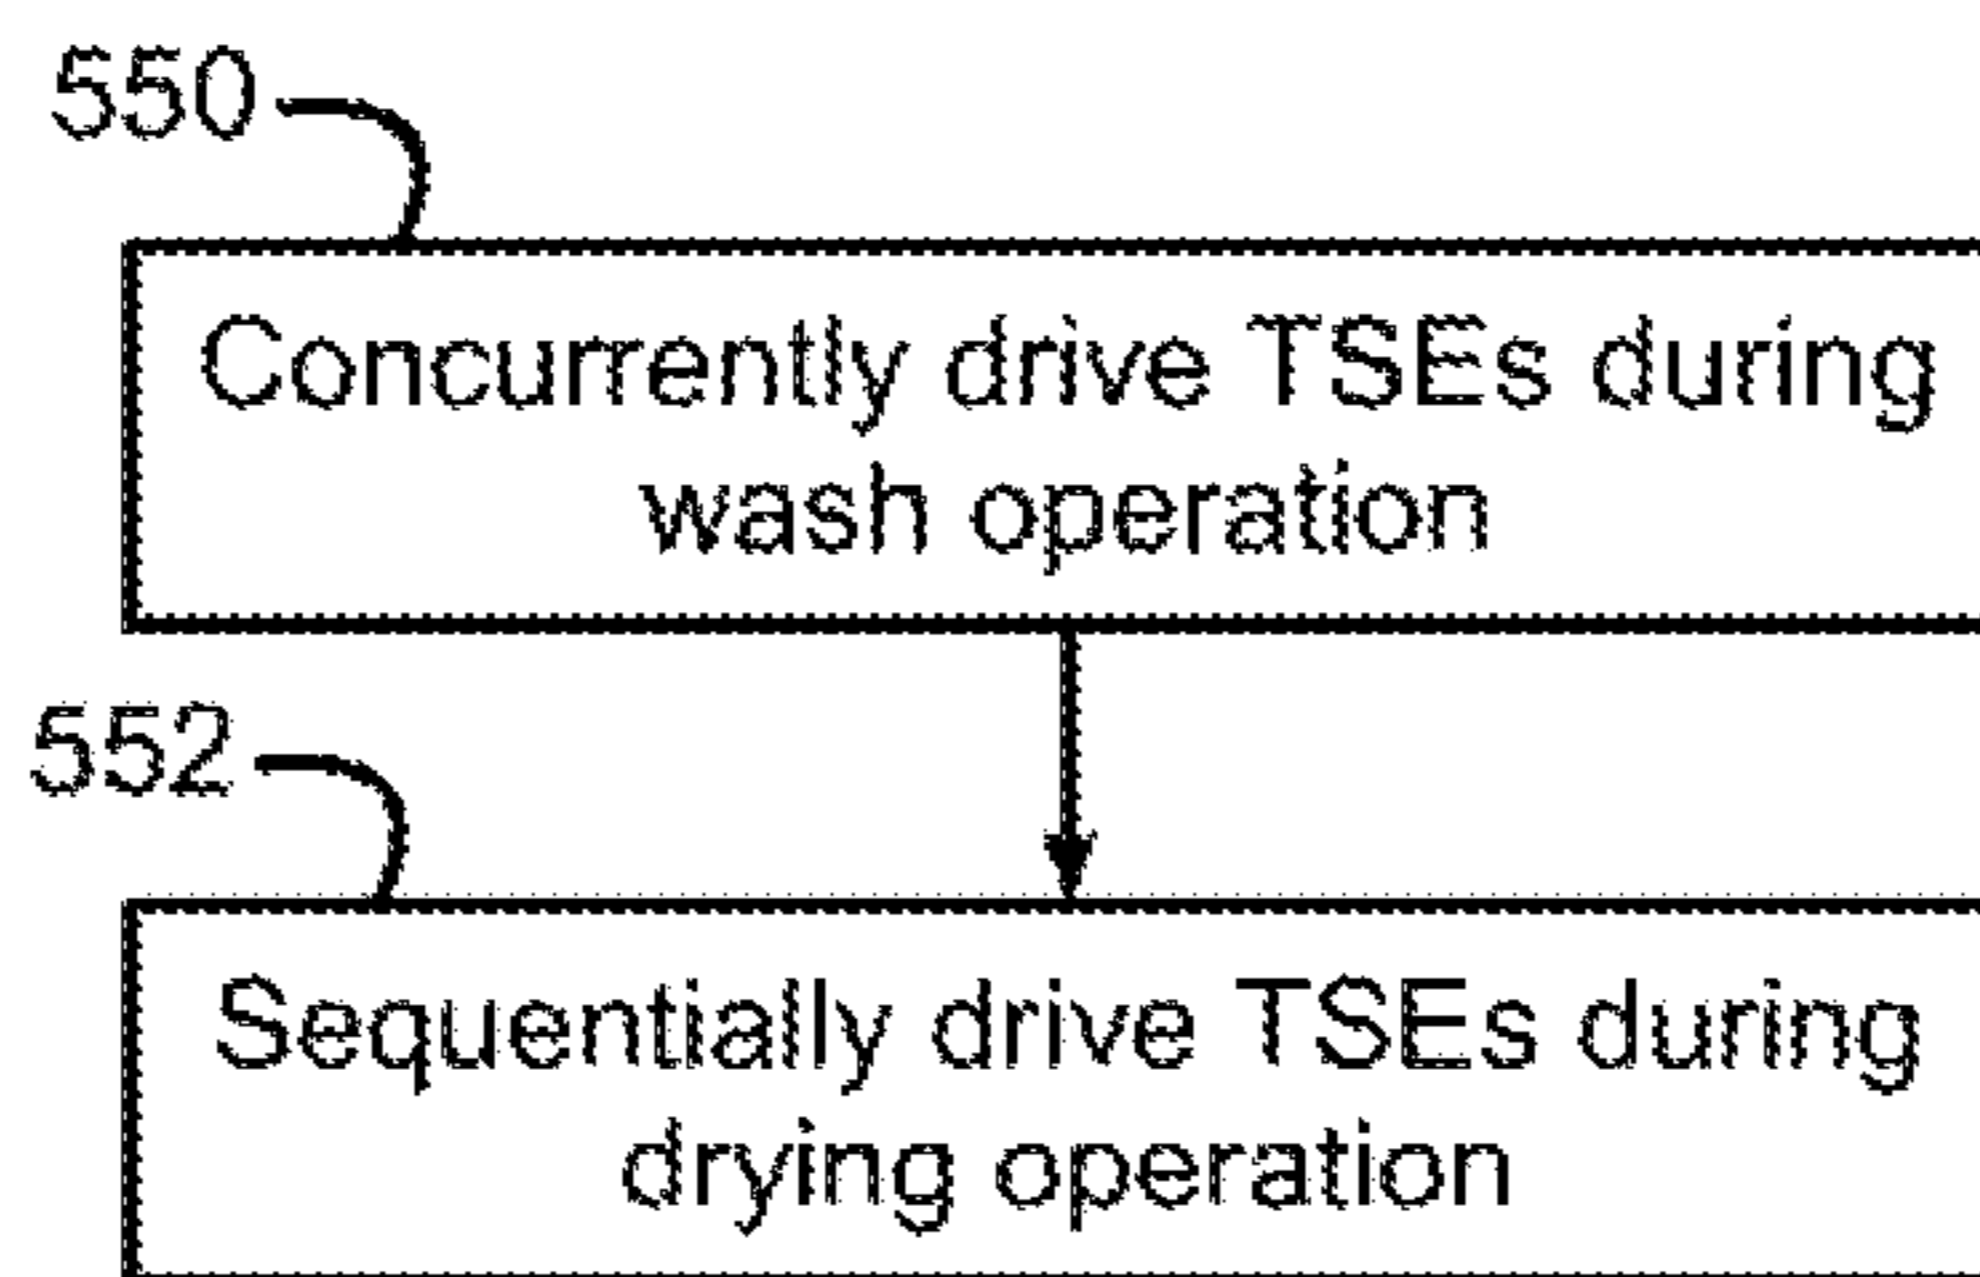 550
Concurrently drive TSEs during
wash operation
552
Sequentially drive TSEs during
drying operation